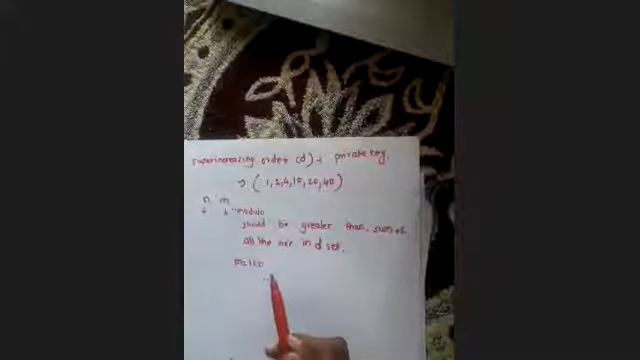 superincreasing order (d) → private key.
y ( 1, 2, 4, 10, 20, 40 )
n, m
modulo
should be greater than sum of
all the no's in d set.
m=110